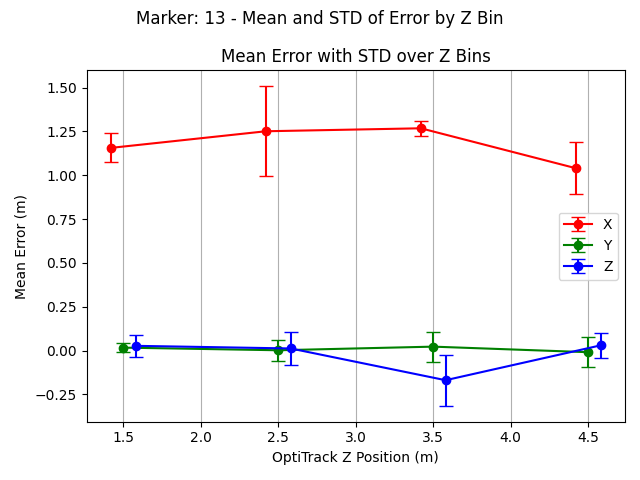 Marker: 13 - Mean and STD of Error by Z Bin
Mean Error with STD over Z Bins
1.50
1.25
1.00
0.75
0.50
0.25
0.00
−0.25
Mean Error (m)
X
Y
Z
1.5 2.0 2.5 3.0 3.5 4.0 4.5
OptiTrack Z Position (m)